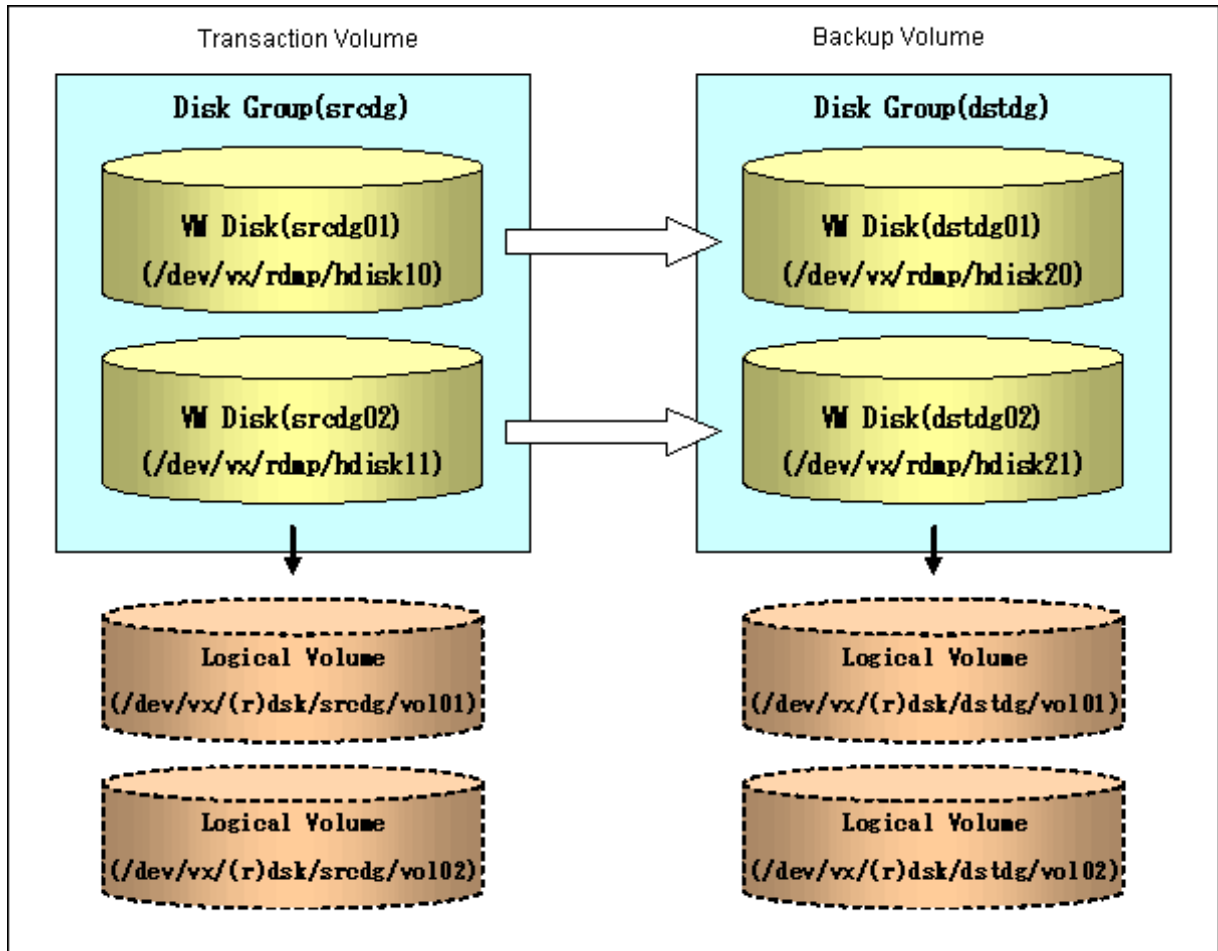 Transaction Volume
Backup Volume
Disk Group(srcdg)
VM Disk(srcdg01)
(/dev/vx/rdmp/hdisk10)
VM Disk(srcdg02)
(/dev/vx/rdmp/hdisk11)
Disk Group(dstdg)
VM Disk(dstdg01)
(/dev/vx/rdmp/hdisk20)
VM Disk(dstdg02)
(/dev/vx/rdmp/hdisk21)
Logical Volume
(/dev/vx/(r)dsk/srcdg/vol01)
Logical Volume
(/dev/vx/(r)dsk/srcdg/vol02)
Logical Volume
(/dev/vx/(r)dsk/dstdg/vol01)
Logical Volume
(/dev/vx/(r)dsk/dstdg/vol02)